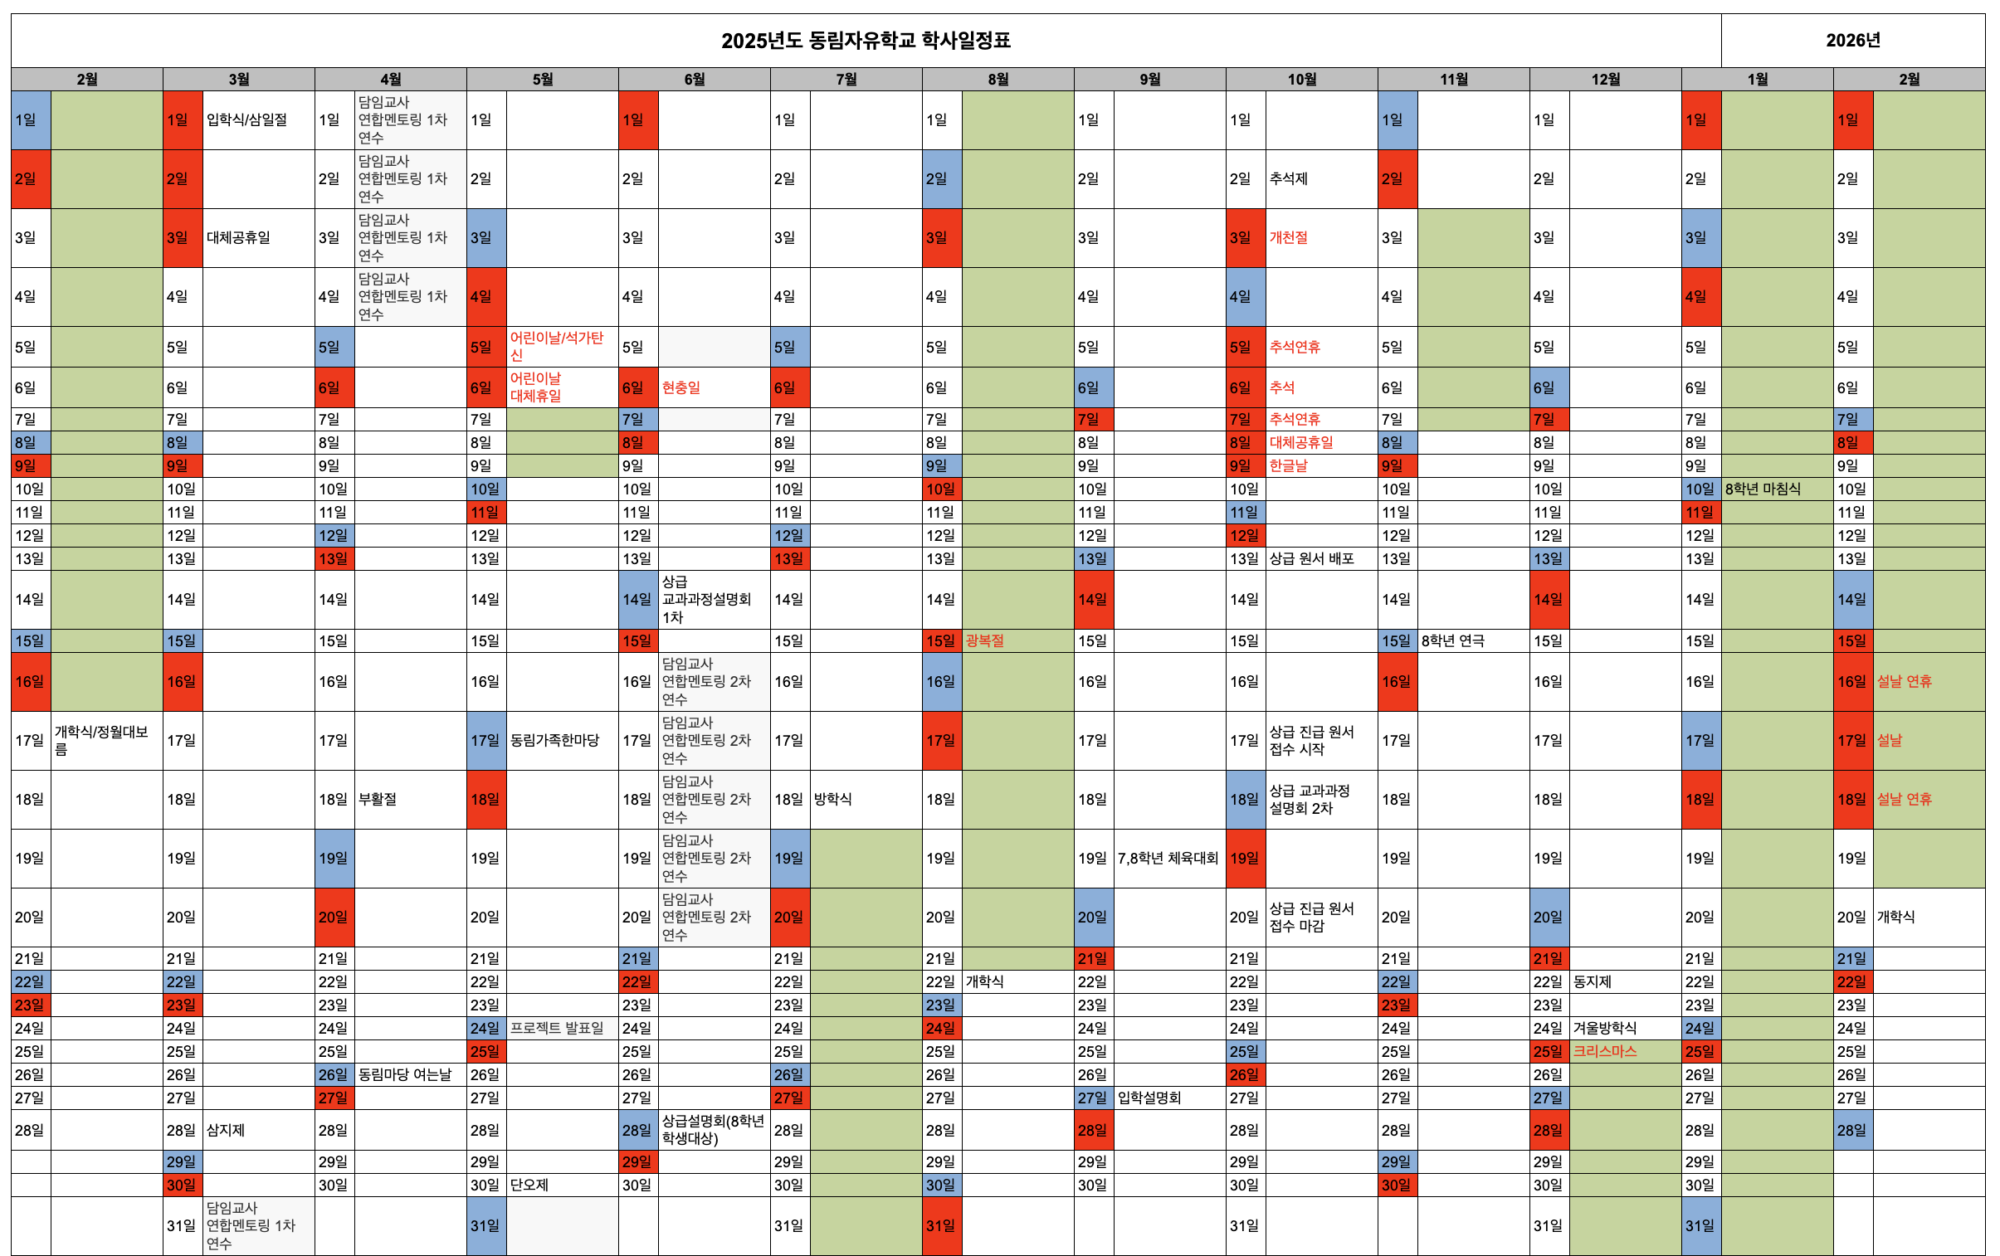 2025년도 동림자유학교 학사일정표 2026년
2월 3월 4월 5월 6월 7월 8월 9월 10월 11월 12월 1월 2월
1일 1일 입학식/삼일절 1일 담임교사 연합멘토링 1차 연수 1일 1일 1일 1일 1일 1일 1일 1일 1일 1일
2일 2일 2일 담임교사 연합멘토링 1차 연수 2일 2일 2일 2일 2일 2일 추석제 2일 2일 2일 2일
3일 3일 대체공휴일 3일 담임교사 연합멘토링 1차 연수 3일 3일 3일 3일 3일 3일 개천절 3일 3일 3일 3일
4일 4일 4일 담임교사 연합멘토링 1차 연수 4일 4일 4일 4일 4일 4일 4일 4일 4일 4일
5일 5일 5일 5일 어린이날/석가탄신 5일 5일 5일 5일 5일 추석연휴 5일 5일 5일 5일
6일 6일 6일 6일 어린이날 대체휴일 6일 현충일 6일 6일 6일 6일 추석 6일 6일 6일 6일
7일 7일 7일 7일 7일 7일 7일 7일 7일 추석연휴 7일 7일 7일 7일
8일 8일 8일 8일 8일 8일 8일 8일 8일 대체공휴일 8일 8일 8일 8일
9일 9일 9일 9일 9일 9일 9일 9일 9일 한글날 9일 9일 9일 9일
10일 10일 10일 10일 10일 10일 10일 10일 10일 10일 10일 10일 8학년 마침식 10일
11일 11일 11일 11일 11일 11일 11일 11일 11일 11일 11일 11일 11일
12일 12일 12일 12일 12일 12일 12일 12일 12일 12일 12일 12일 12일
13일 13일 13일 13일 13일 13일 13일 13일 13일 상급 원서 배포 13일 13일 13일 13일
14일 14일 14일 14일 14일 상급 교과과정설명회 1차 14일 14일 14일 14일 14일 14일 14일 14일
15일 15일 15일 15일 15일 15일 15일 광복절 15일 15일 15일 8학년 연극 15일 15일 15일
16일 16일 16일 16일 16일 담임교사 연합멘토링 2차 연수 16일 16일 16일 16일 16일 16일 16일 16일 설날 연휴
17일 개학식/정월대보름 17일 17일 17일 동림가족한마당 17일 담임교사 연합멘토링 2차 연수 17일 17일 17일 17일 상급 진급 원서 접수 시작 17일 17일 17일 17일 설날
18일 18일 18일 부활절 18일 18일 담임교사 연합멘토링 2차 연수 18일 방학식 18일 18일 18일 상급 교과과정 설명회 2차 18일 18일 18일 18일 설날 연휴
19일 19일 19일 19일 19일 담임교사 연합멘토링 2차 연수 19일 19일 19일 7,8학년 체육대회 19일 19일 19일 19일 19일
20일 20일 20일 20일 20일 담임교사 연합멘토링 2차 연수 20일 20일 20일 20일 상급 진급 원서 접수 마감 20일 20일 20일 20일 개학식
21일 21일 21일 21일 21일 21일 21일 21일 21일 21일 21일 21일 21일
22일 22일 22일 22일 22일 22일 22일 개학식 22일 22일 22일 22일 동지제 22일 22일
23일 23일 23일 23일 23일 23일 23일 23일 23일 23일 23일 23일 23일
24일 24일 24일 24일 프로젝트 발표일 24일 24일 24일 24일 24일 24일 24일 겨울방학식 24일 24일
25일 25일 25일 25일 25일 25일 25일 25일 25일 25일 25일 크리스마스 25일 25일
26일 26일 26일 동림마당 여는날 26일 26일 26일 26일 26일 26일 26일 26일 26일 26일
27일 27일 27일 27일 27일 27일 27일 27일 입학설명회 27일 27일 27일 27일 27일
28일 28일 삼지제 28일 28일 28일 상급설명회(8학년 학생대상) 28일 28일 28일 28일 28일 28일 28일 28일
29일 29일 29일 29일 29일 29일 29일 29일 29일 29일 29일
30일 30일 30일 단오제 30일 30일 30일 30일 30일 30일 30일 30일
31일 담임교사 연합멘토링 1차 연수 31일 31일 31일 31일 31일 31일